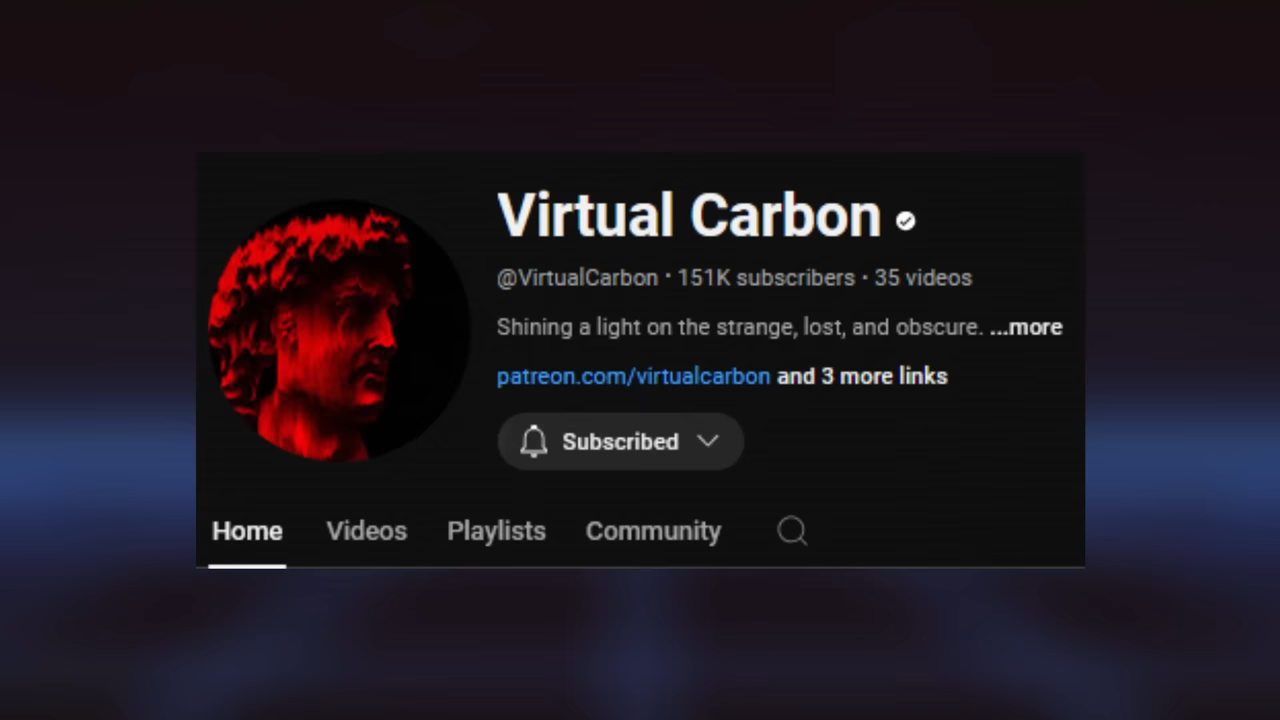 Virtual Carbon
@VirtualCarbon · 151K subscribers · 35 videos
Shining a light on the strange, lost, and obscure. ...more
patreon.com/virtualcarbon and 3 more links
Subscribed
Home Videos Playlists Community